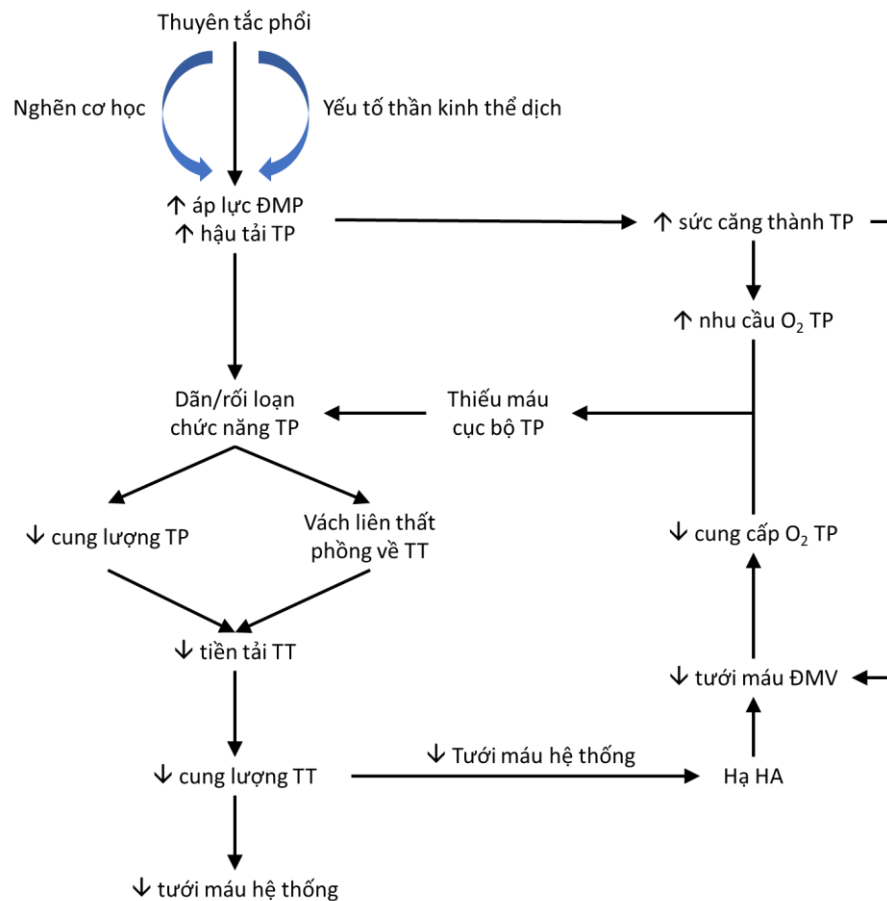 Thuyên tắc phổi
Nghẽn cơ học
Yếu tố thần kinh thể dịch
↑ áp lực ĐMP
↑ hậu tải TP
↑ sức căng thành TP
↑ nhu cầu O₂ TP
Dãn/rối loạn
chức năng TP
Thiếu máu
cục bộ TP
↓ cung lượng TP
Vách liên thất
phồng về TT
↓ cung cấp O₂ TP
↓ tiền tải TT
↓ tưới máu ĐMV
↓ Tưới máu hệ thống
↓ cung lượng TT
Hạ HA
↓ tưới máu hệ thống